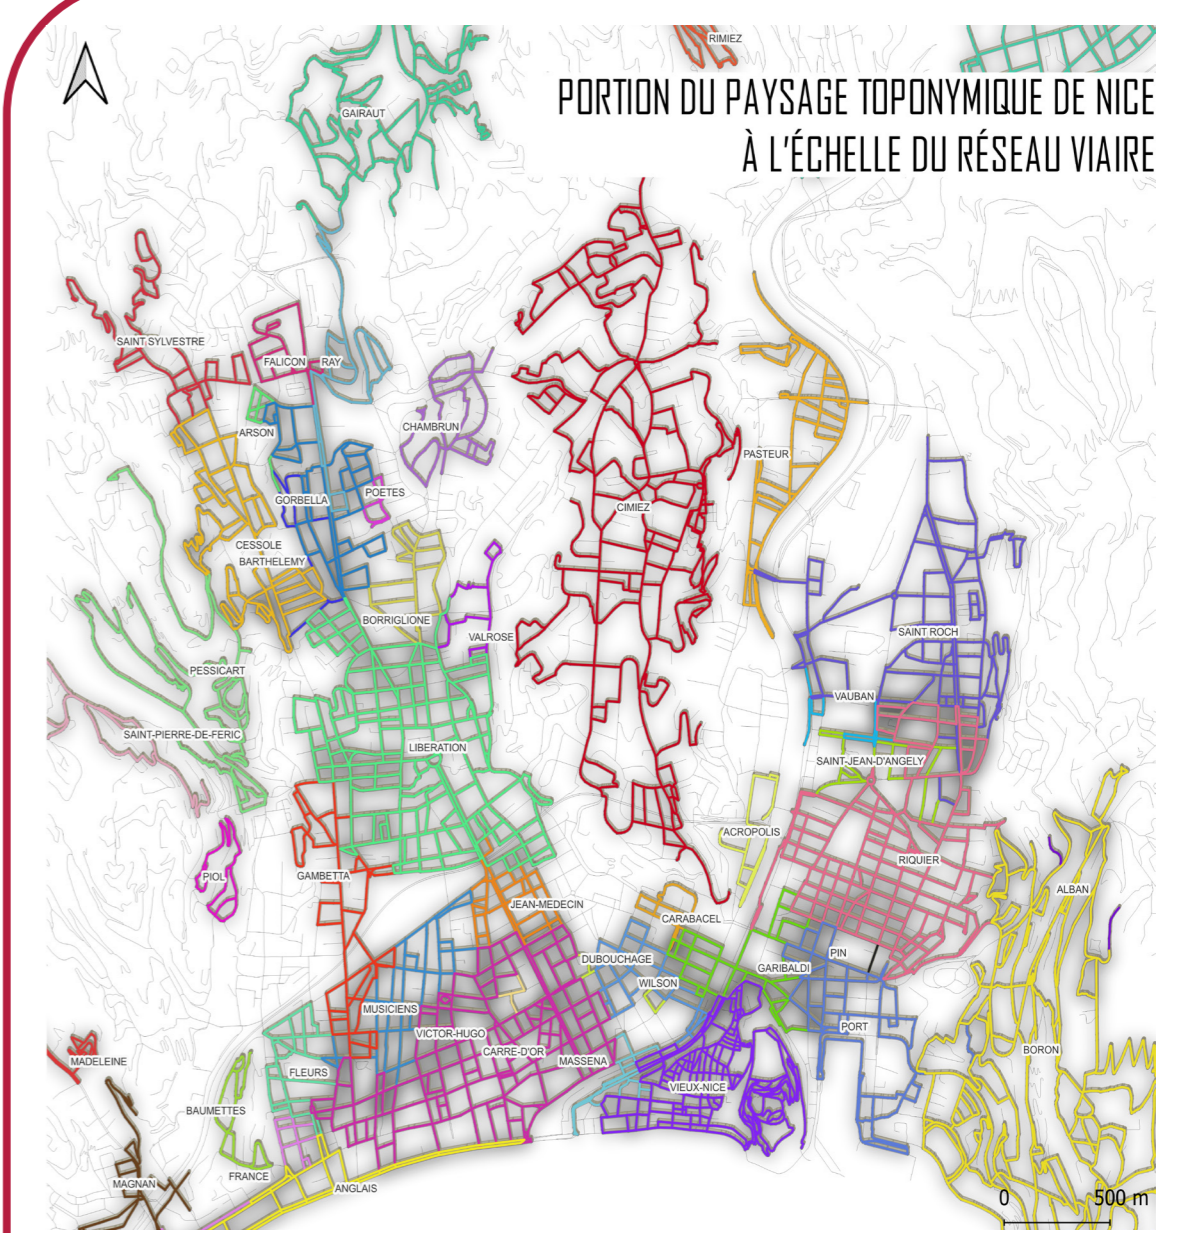 RIMIEZ
PORTION DU PAYSAGE TOPONYMIQUE DE NICE
À L'ÉCHELLE DU RÉSEAU VIAIRE
GAIRAUT
SAINT SYLVESTRE
FALICON
RAY
ARSON
CHAMBRUN
PASTEUR
GORBELLA
POETES
CIMIEZ
CESSOLE
BARTHELEMY
BORRIGLIONE
VALROSE
SAINT ROCH
PESSICART
VAUBAN
SAINT-PIERRE-DE-FERIC
LIBERATION
SAINT-JEAN-D'ANGELY
ACROPOLIS
RIQUIER
PIOL
GAMBETTA
ALBAN
JEAN-MEDECIN
CARABACEL
DUBOUCHAGE
PIN
GARIBALDI
WILSON
MUSICIENS
PORT
VICTOR-HUGO
CARRE-D'OR
MASSENA
BORON
MADELEINE
FLEURS
VIEUX-NICE
BAUMETTES
FRANCE
MAGNAN
ANGLAIS
0 500 m